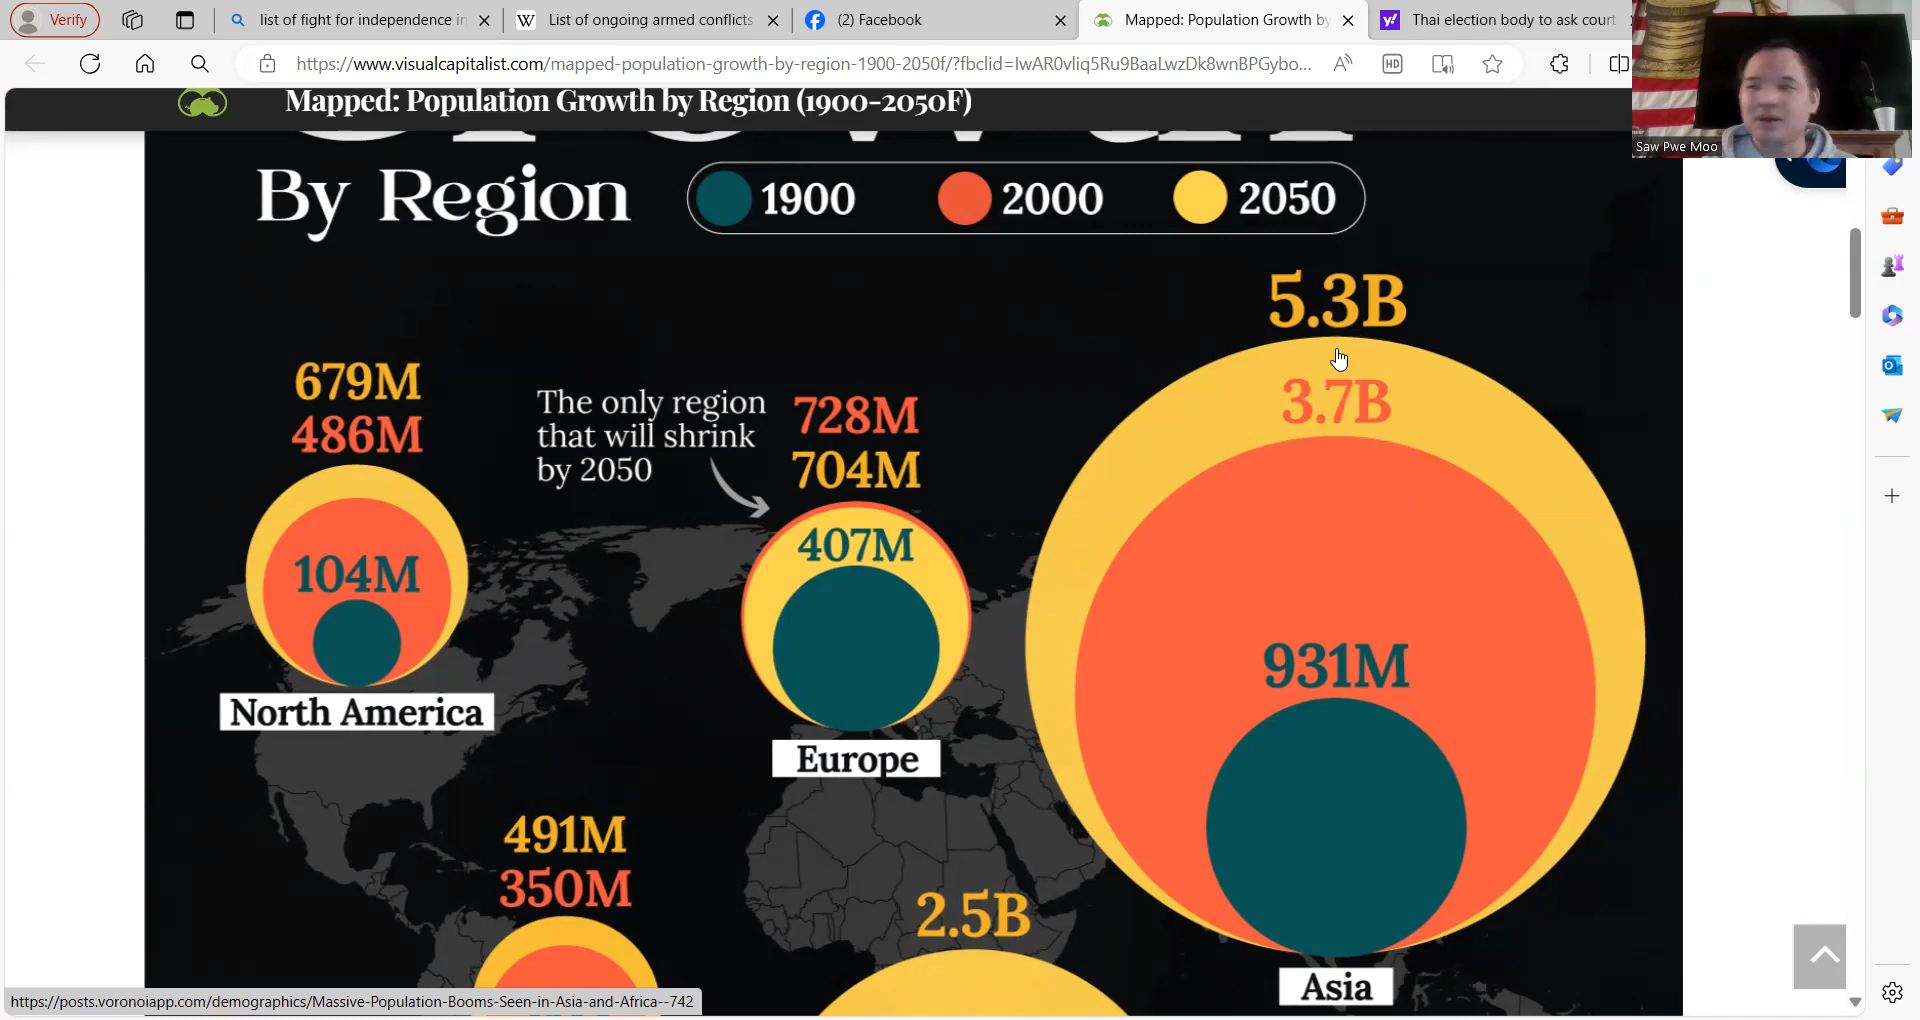 Verify
list of fight for independence in
List of ongoing armed conflicts
(2) Facebook
Mapped: Population Growth by
Thai election body to ask court
https://www.visualcapitalist.com/mapped-population-growth-by-region-1900-2050f/?fbclid=IwAR0vliq5Ru9BaaLwzDk8wnBPGybo...
HD
Mapped: Population Growth by Region (1900-2050F)
Saw Pwe Moo
By Region
1900
2000
2050
5.3B
3.7B
931M
Asia
679M
486M
104M
North America
The only region
that will shrink
by 2050
728M
704M
407M
Europe
491M
350M
2.5B
https://posts.voronoiapp.com/demographics/Massive-Population-Booms-Seen-in-Asia-and-Africa--742